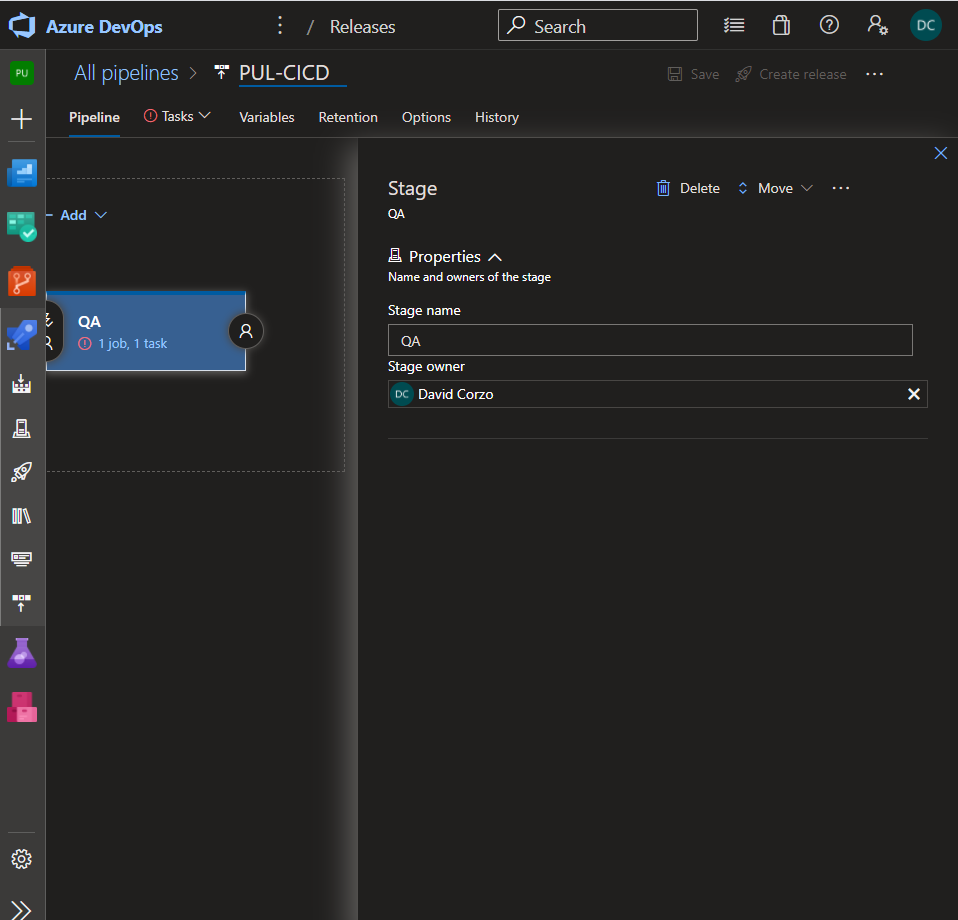 Azure DevOps
/ Releases
Search
DC
PU
All pipelines > PUL-CICD
Save
Create release
Pipeline
Tasks
Variables
Retention
Options
History
Add
QA
1 job, 1 task
Stage
QA
Delete
Move
Properties
Name and owners of the stage
Stage name
QA
Stage owner
DC David Corzo